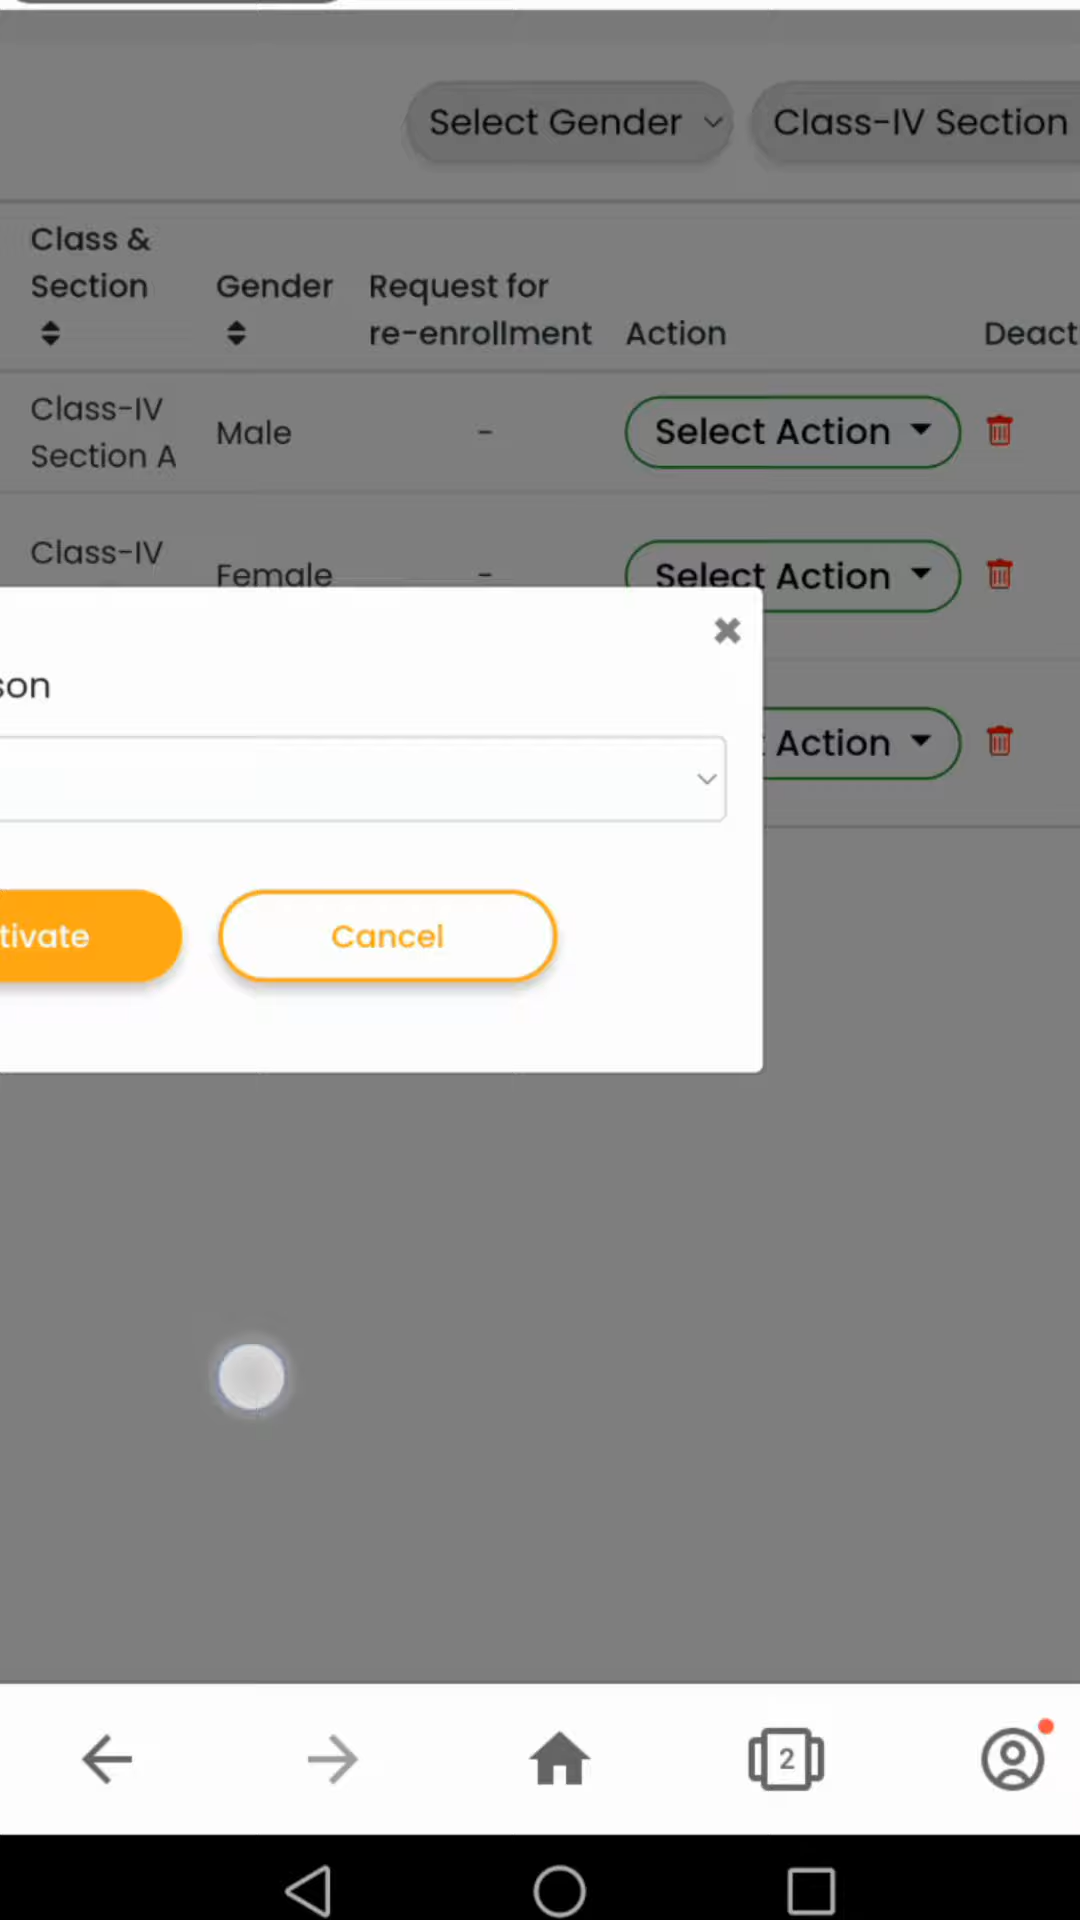 Select Gender
Class-IV Section
Class &
Section
Gender
Request for
re-enrollment
Action
Deact
Class-IV
Section A
Male
-
Select Action
Class-IV
Female
-
Select Action
son
Action
tivate
Cancel
2